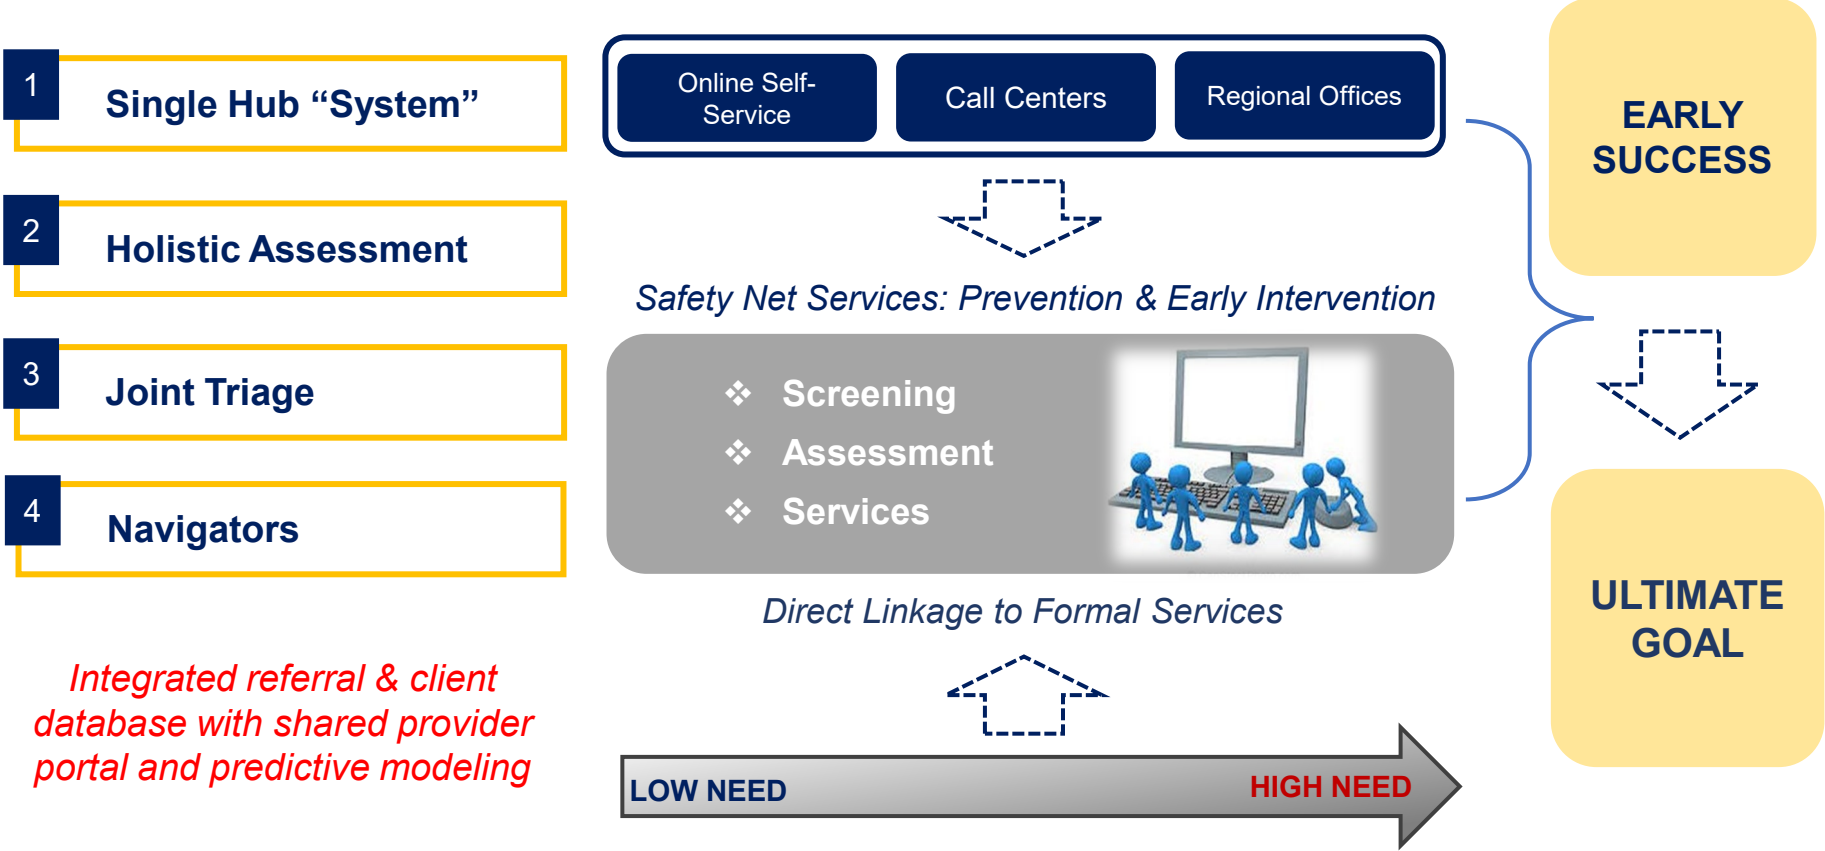 1
Single Hub “System”
2
Holistic Assessment
3
Joint Triage
4
Navigators
Integrated referral & client
database with shared provider
portal and predictive modeling
Online Self-
Service
Call Centers
Regional Offices
Safety Net Services: Prevention & Early Intervention
❖ Screening
❖ Assessment
❖ Services
Direct Linkage to Formal Services
LOW NEED
HIGH NEED
EARLY
SUCCESS
ULTIMATE
GOAL